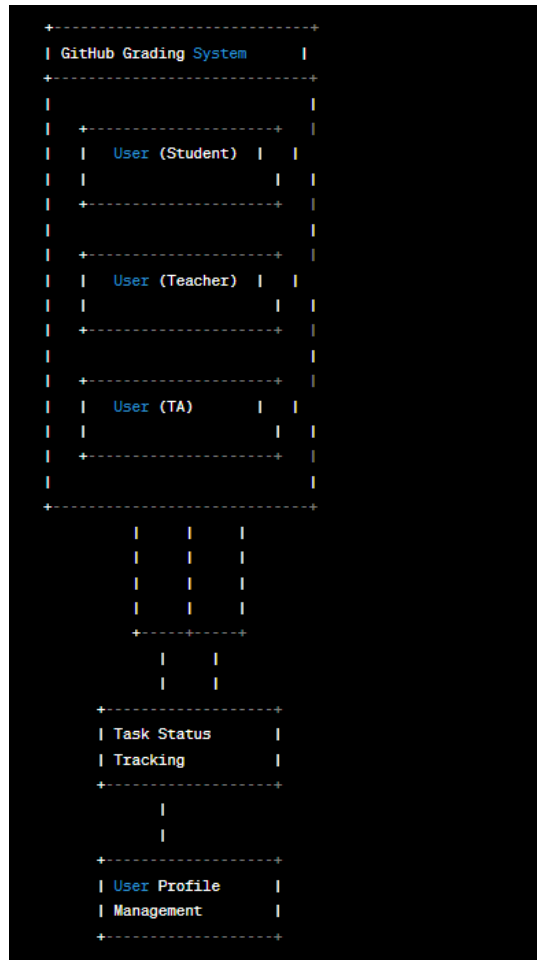 GitHub Grading System
User (Student)
User (Teacher)
User (TA)
Task Status
Tracking
User Profile
Management